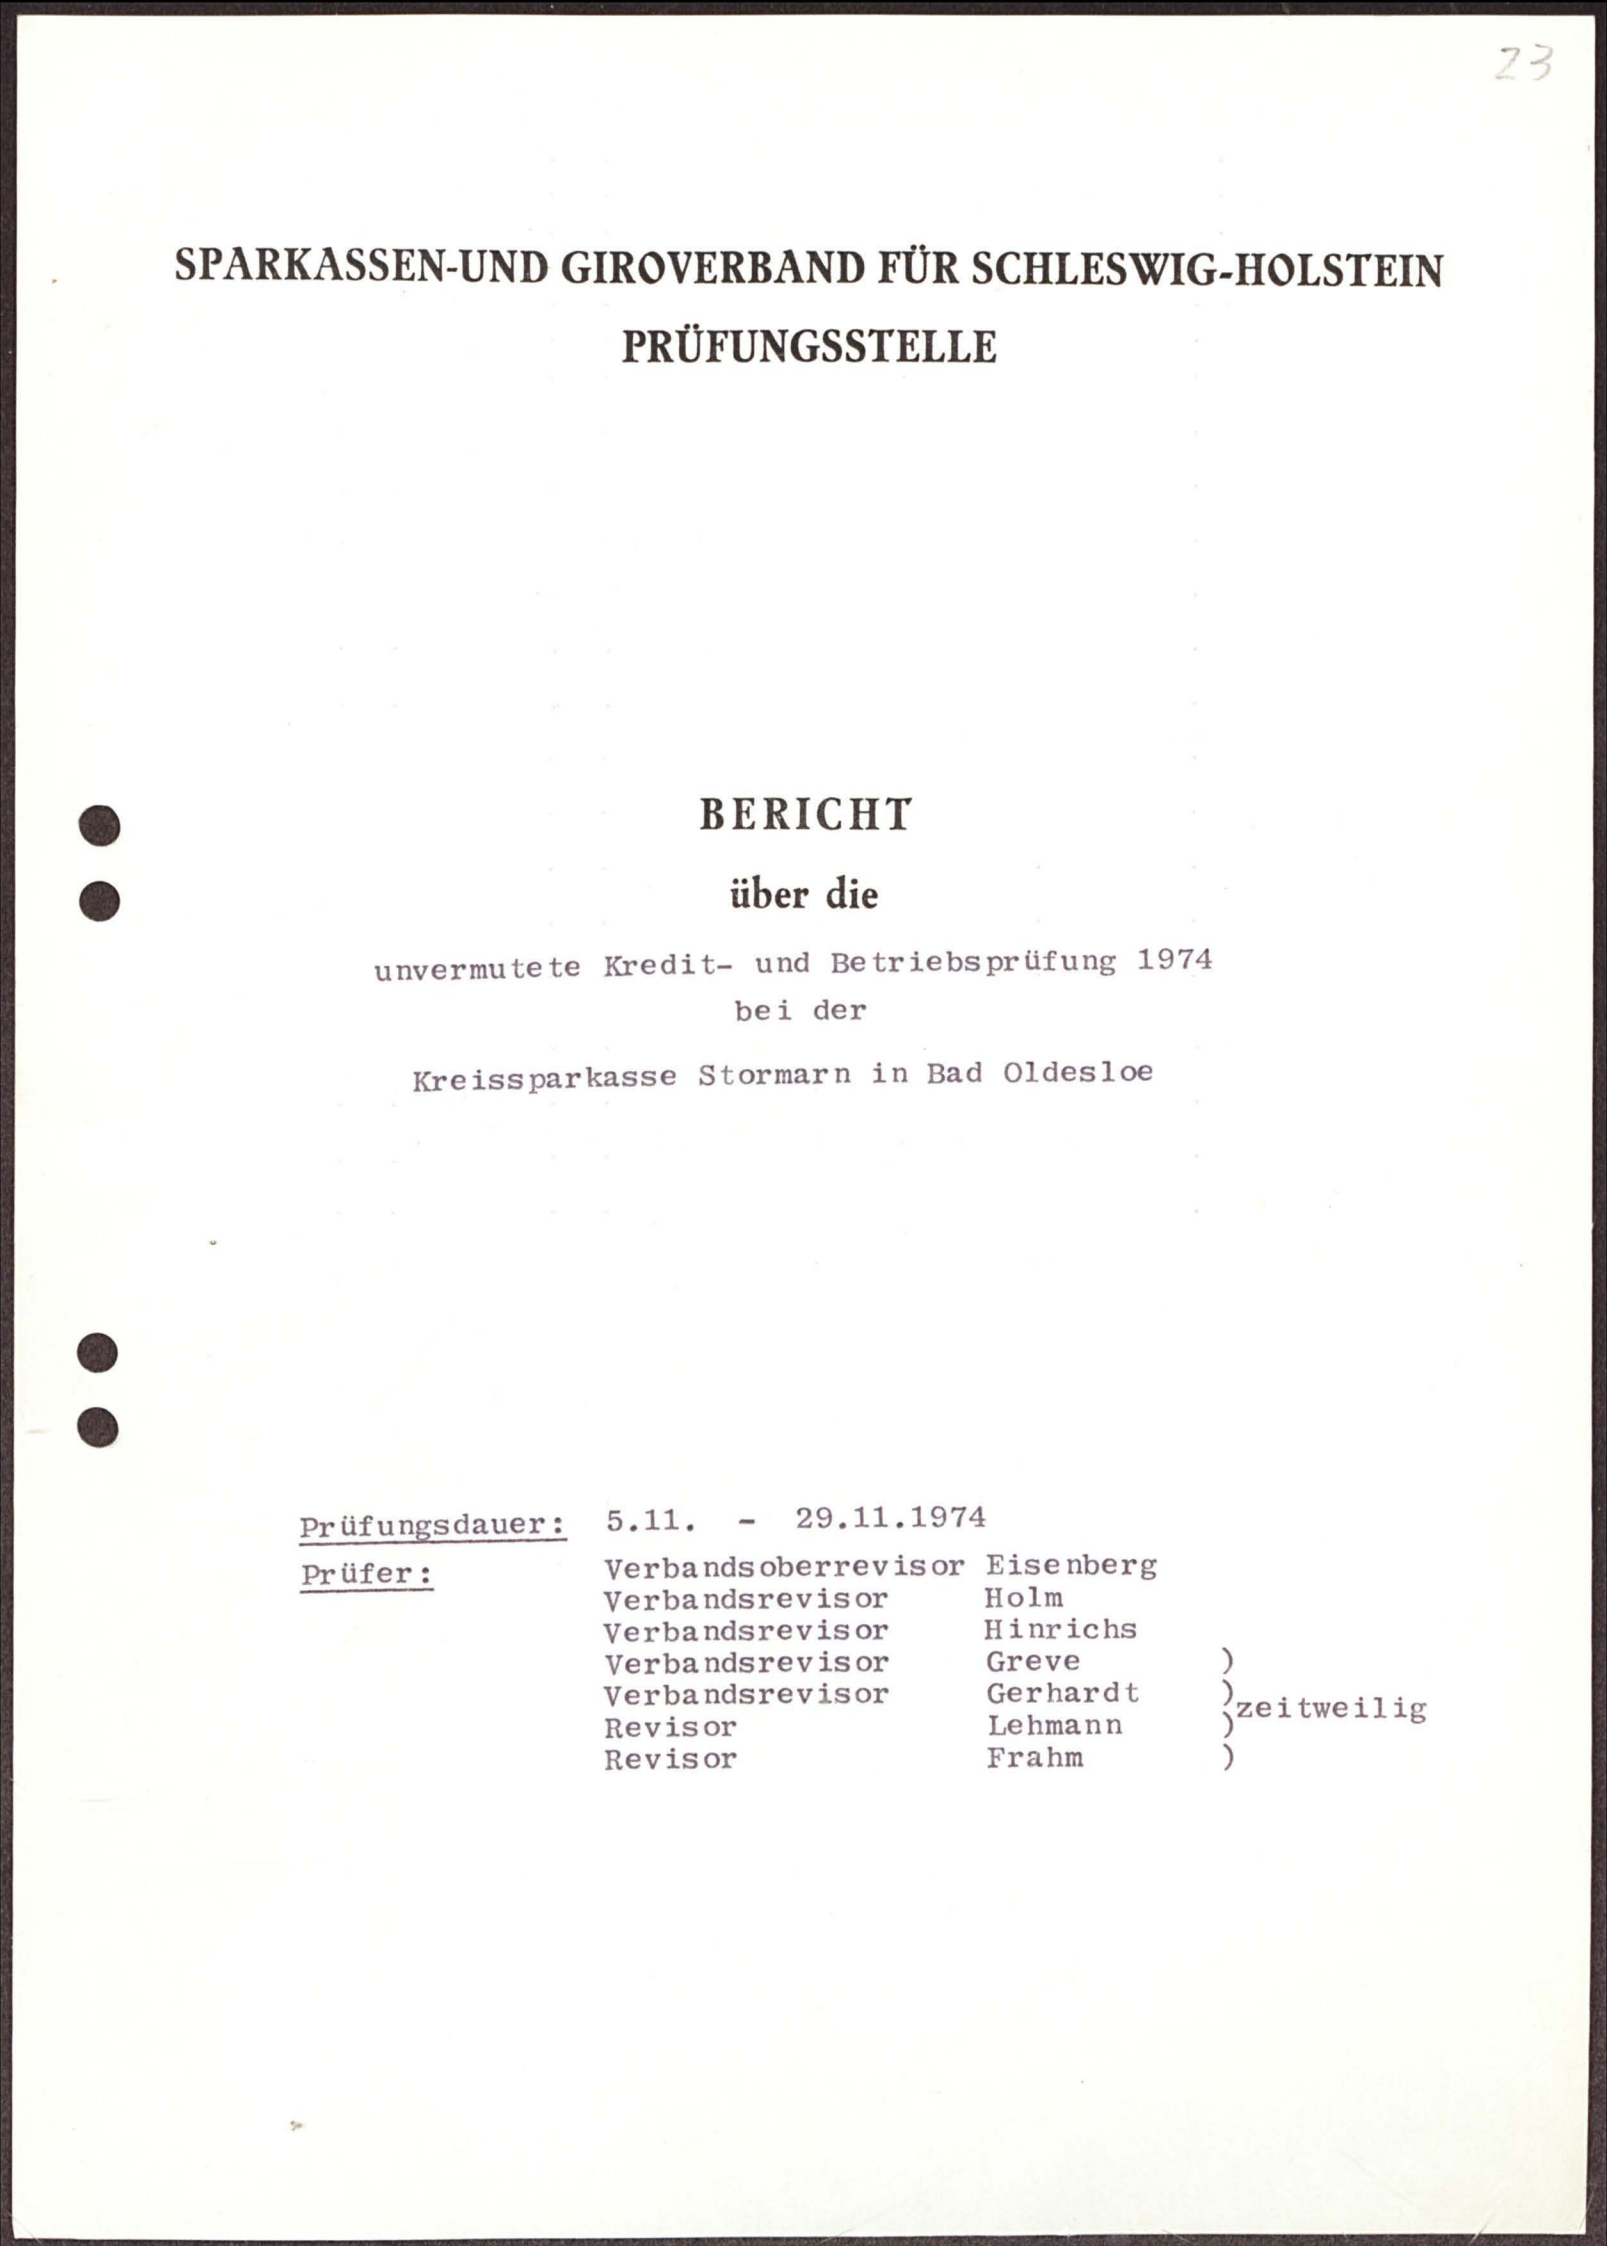 23
SPARKASSEN-UND GIROVERBAND FÜR SCHLESWIG-HOLSTEIN
PRÜFUNGSSTELLE
BERICHT
über die
unvermutete Kredit- und Betriebsprüfung 1974
bei der
Kreissparkasse Stormarn in Bad Oldesloe
Prüfungsdauer: 5.11. - 29.11.1974
Prüfer: Verbandsoberrevisor Eisenberg
Verbandsrevisor Holm
Verbandsrevisor Hinrichs
Verbandsrevisor Greve )
Verbandsrevisor Gerhardt )
zeitweilig
Revisor Lehmann )
Revisor Frahm )